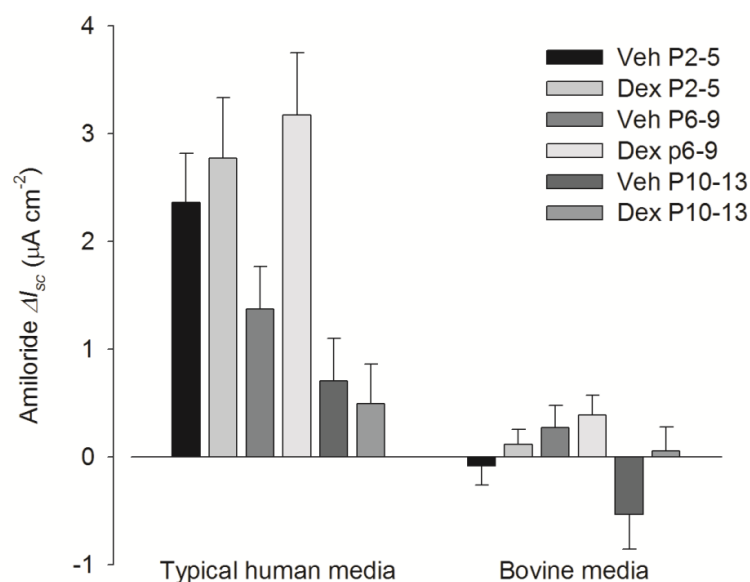 4
3
2
1
0
-1
Amiloride ΔIsc (µA cm-2)
Veh P2-5
Dex P2-5
Veh P6-9
Dex p6-9
Veh P10-13
Dex P10-13
Typical human media
Bovine media